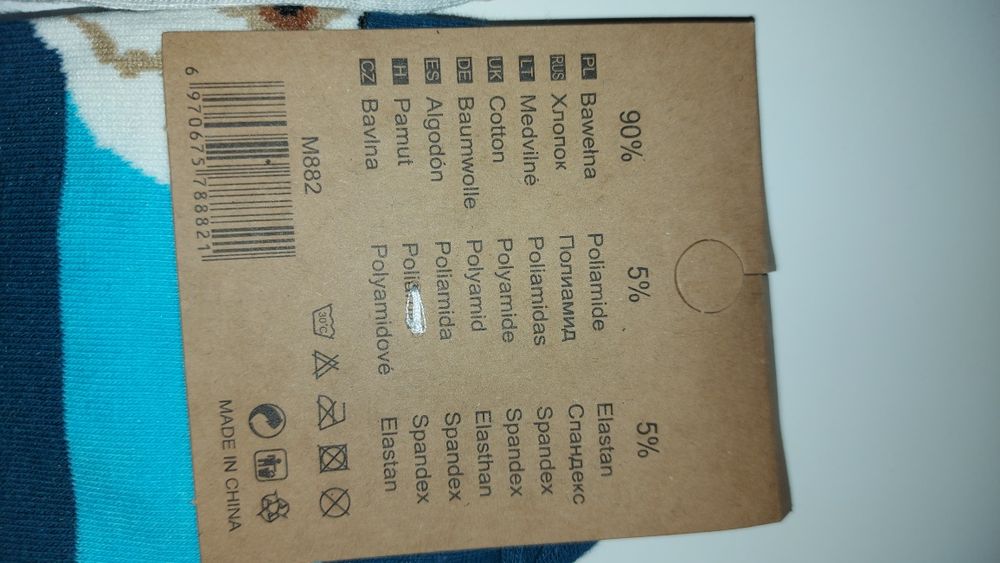 90% 5% 5%
PL Bawełna Poliamide Elastan
RUS Хлопок Полиамид Спандекс
LT Medvilné Poliamidas Spandex
UK Cotton Polyamide Spandex
DE Baumwolle Polyamid Elasthan
ES Algodón Poliamida Spandex
H Pamut Spandex
CZ Bavlna Polyamidové Elastan
30°C
M882
6 970675 788821
MADE IN CHINA